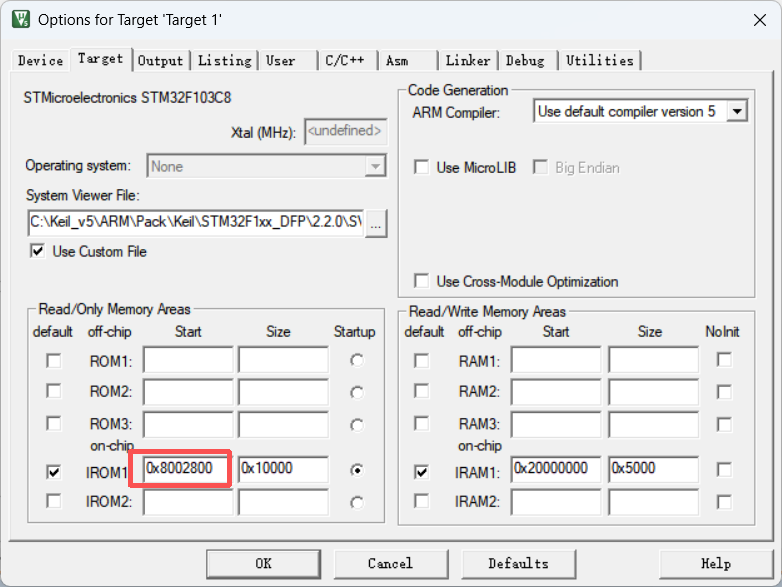 Options for Target 'Target 1'
Device Target Output Listing User C/C++ Asm Linker Debug Utilities
STMicroelectronics STM32F103C8
Xtal (MHz): <undefined>
Operating system: None
System Viewer File:
C:\Keil_v5\ARM\Pack\Keil\STM32F1xx_DFP\2.2.0\SV
...
Use Custom File
Code Generation
ARM Compiler: Use default compiler version 5
Use MicroLIB Big Endian
Use Cross-Module Optimization
Read/Only Memory Areas
default off-chip Start Size Startup
ROM1:
ROM2:
ROM3:
on-chip
IROM1: 0x8002800 0x10000
IROM2:
Read/Write Memory Areas
default off-chip Start Size NoInit
RAM1:
RAM2:
RAM3:
on-chip
IRAM1: 0x20000000 0x5000
IRAM2:
OK Cancel Defaults Help